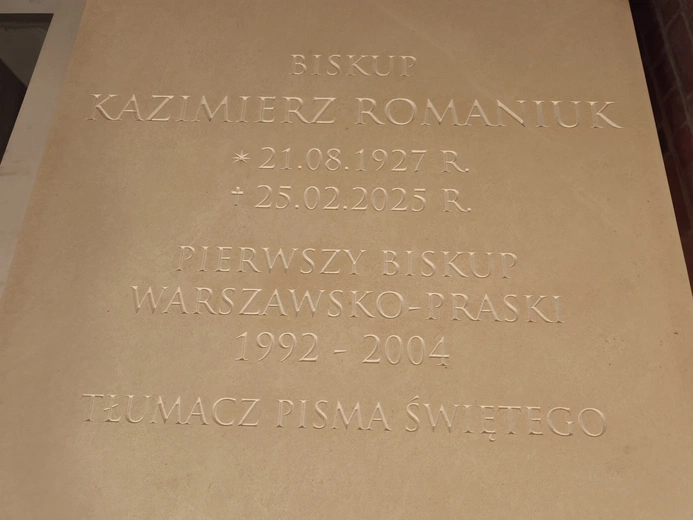 BISKUP
KAZIMIERZ ROMANIUK
* 21.08.1927 R.
✝ 25.02.2025 R.
PIERWSZY BISKUP
WARSZAWSKO-PRASKI
1992 - 2004
TŁUMACZ PISMA ŚWIĘTEGO